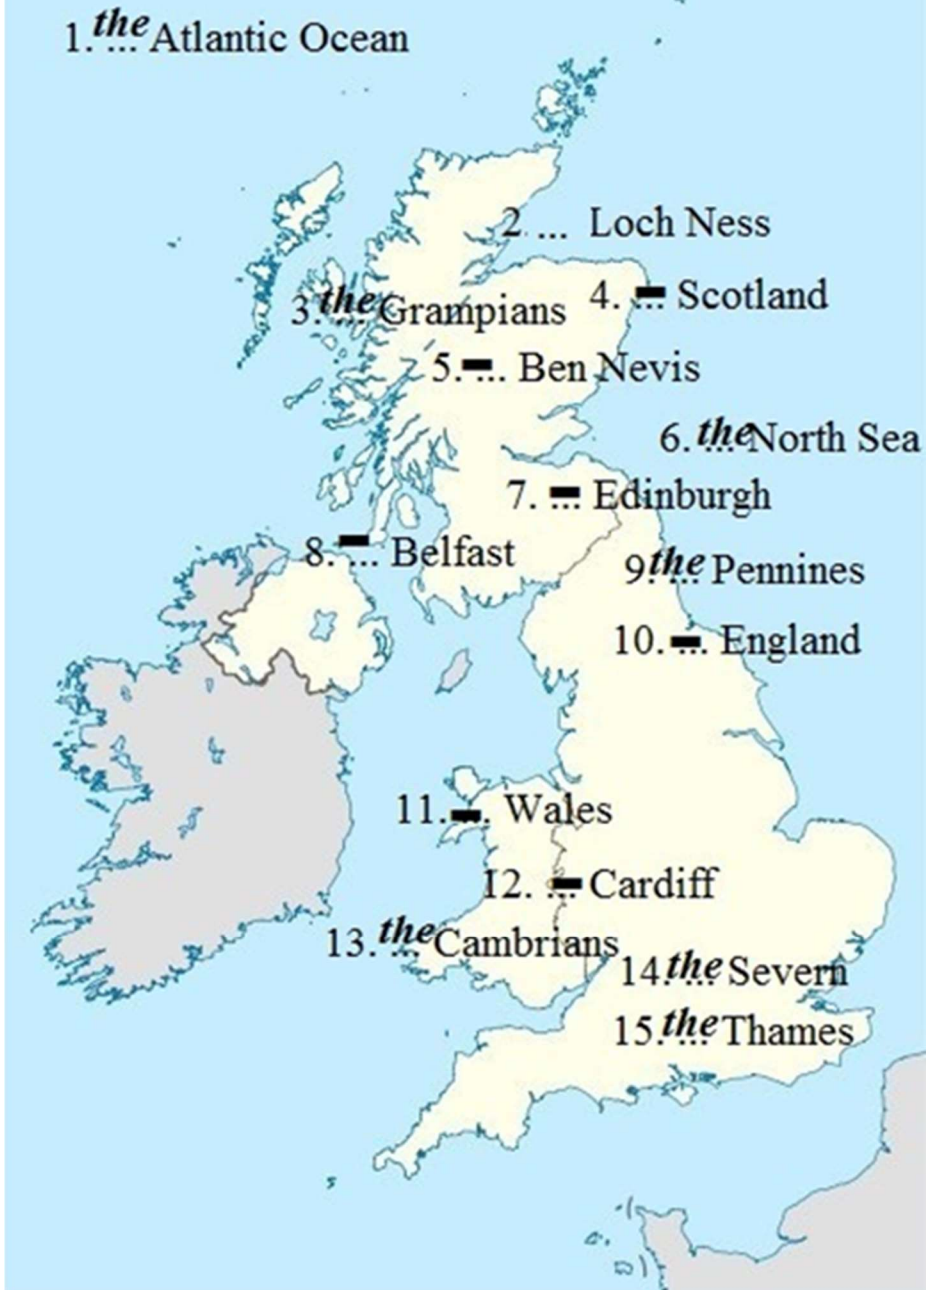 1. the ... Atlantic Ocean
2. ... Loch Ness
3. the ... Grampians
4. – ... Scotland
5. – ... Ben Nevis
6. the ... North Sea
7. – ... Edinburgh
8. – ... Belfast
9. the ... Pennines
10. – ... England
11. – ... Wales
12. – ... Cardiff
13. the ... Cambrians
14. the ... Severn
15. the ... Thames